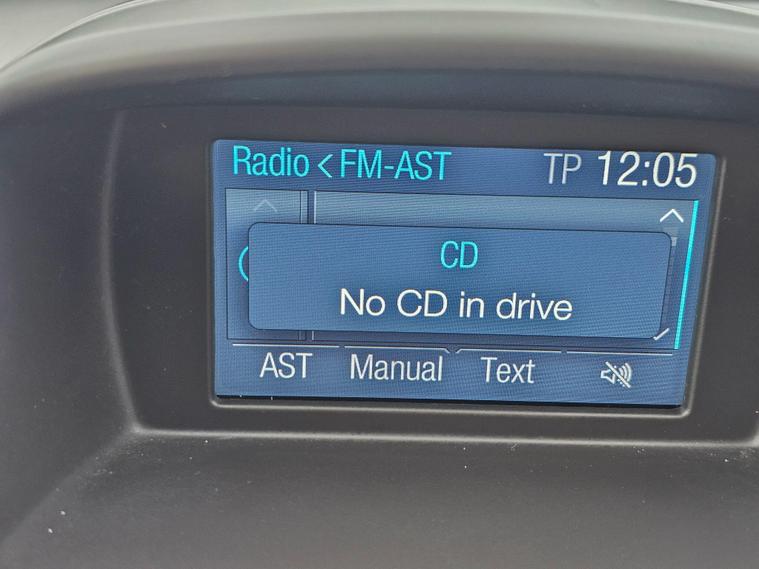 Radio < FM-AST TP 12:05
CD
No CD in drive
AST Manual Text